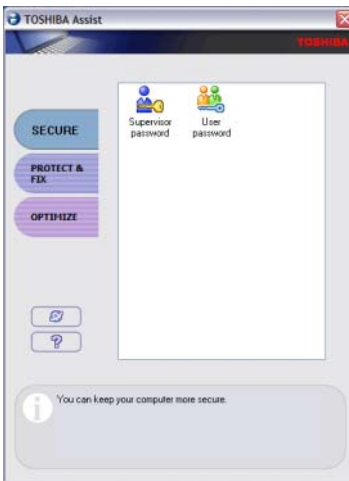 TOSHIBA Assist
TOSHIBA
SECURE
PROTECT &
FIX
OPTIMIZE
Supervisor
password
User
password
?
You can keep your computer more secure.